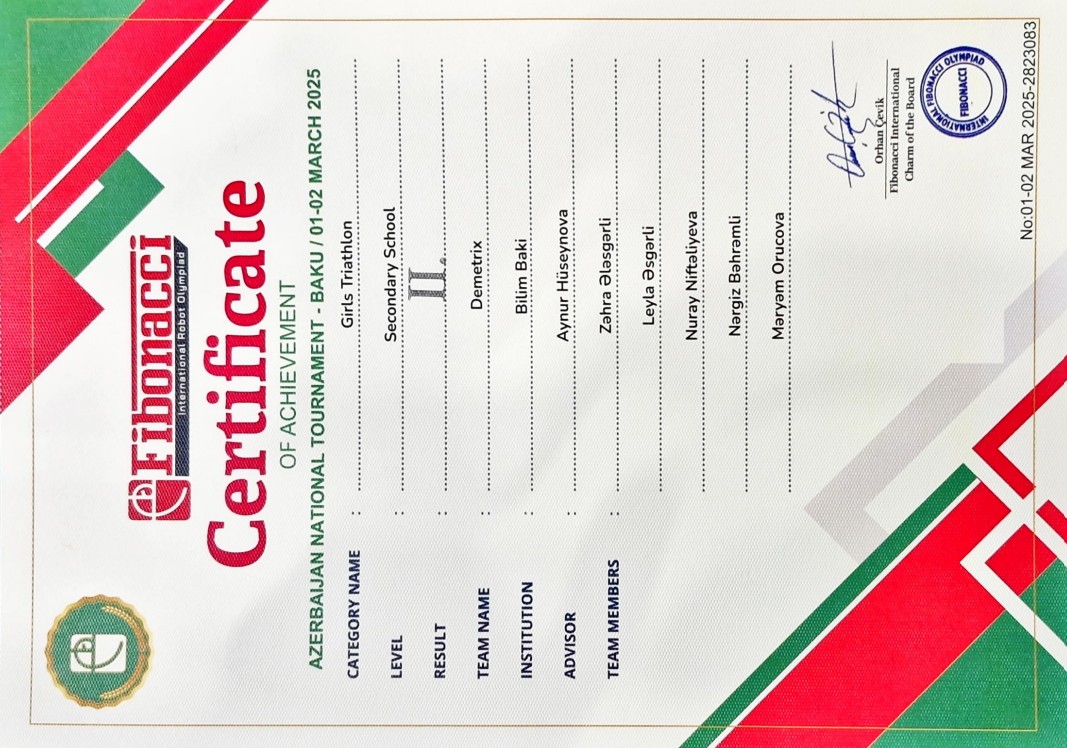 Fibonacci
International Robot Olympiad
Certificate
OF ACHIEVEMENT
AZERBAIJAN NATIONAL TOURNAMENT - BAKU / 01-02 MARCH 2025
CATEGORY NAME : Girls Triathlon
LEVEL : Secondary School
RESULT : II.
TEAM NAME : Demetrix
INSTITUTION : Bilim Baki
ADVISOR : Aynur Hüseynova
TEAM MEMBERS : Zəhra Ələsgərli
Leyla Əsgərli
Nuray Niftəliyeva
Nərgiz Bəhrəmli
Məryəm Orucova
Orhan Çevik
Fibonacci International
Charm of the Board
INTERNATIONAL FIBONACCI OLYMPIAD
FIBONACCI
No:01-02 MAR 2025-2823083